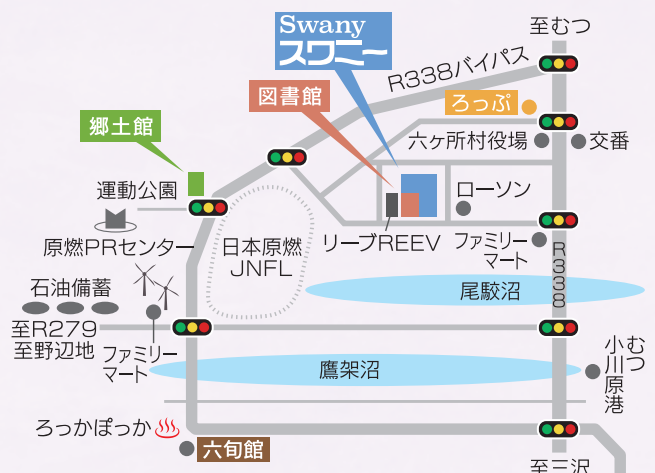 Swany
スワニー
至むつ
R338バイパス
図書館
ろっぷ
郷土館
六ヶ所村役場
交番
運動公園
ローソン
原燃PRセンター
日本原燃
JNFL
リーブREEV
ファミリー
マート
R338
石油備蓄
尾駮沼
至R279
至野辺地
ファミリー
マート
むつ
小川原港
鷹架沼
ろっかぽっか
六旬館
至三沢